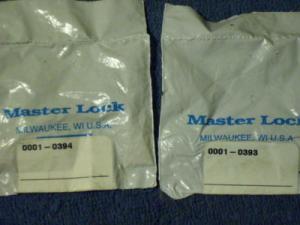 Master Lock
MILWAUKEE, WI U.S.A.
0001-0394
Master Lock
MILWAUKEE, WI U.S.A.
0001-0393